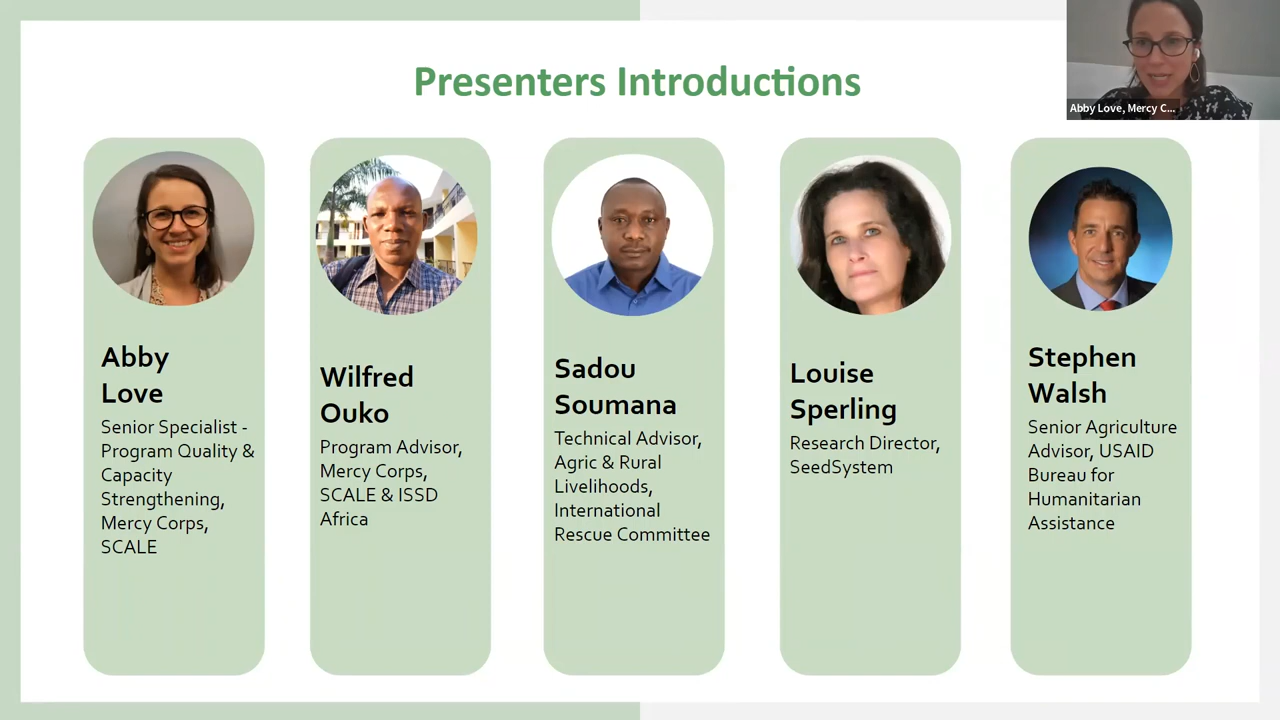 Presenters Introductions
Abby Love, Mercy C...
Abby
Love
Senior Specialist -
Program Quality &
Capacity
Strengthening,
Mercy Corps,
SCALE
Wilfred
Ouko
Program Advisor,
Mercy Corps,
SCALE & ISSD
Africa
Sadou
Soumana
Technical Advisor,
Agric & Rural
Livelihoods,
International
Rescue Committee
Louise
Sperling
Research Director,
SeedSystem
Stephen
Walsh
Senior Agriculture
Advisor, USAID
Bureau for
Humanitarian
Assistance